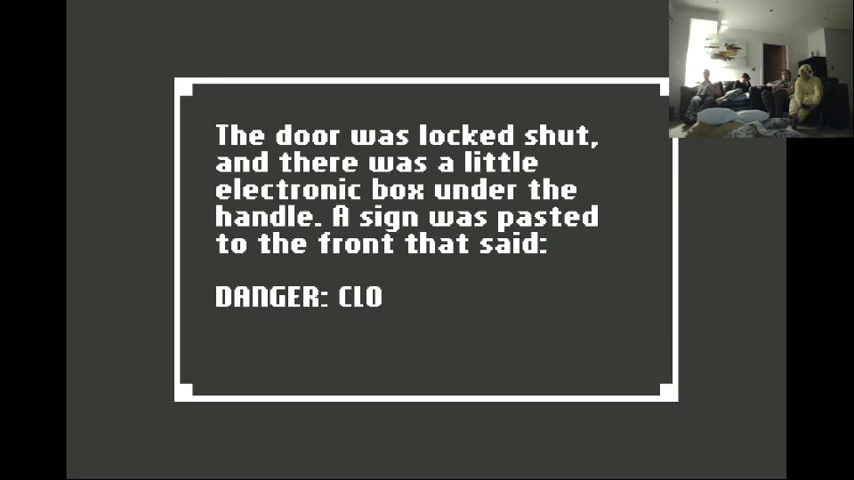 The door was locked shut,
and there was a little
electronic box under the
handle. A sign was pasted
to the front that said:
DANGER: CLO